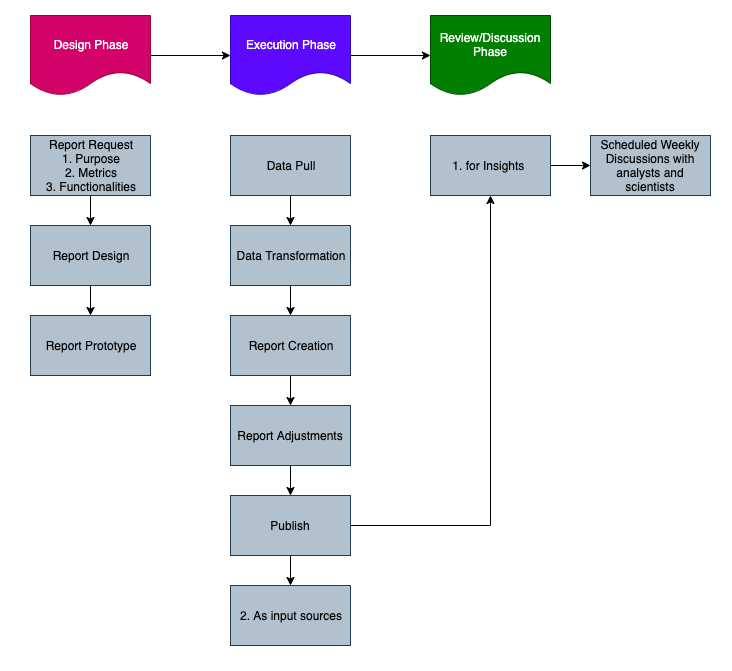 Design Phase
Execution Phase
Review/Discussion
Phase
Report Request
1. Purpose
2. Metrics
3. Functionalities
Report Design
Report Prototype
Data Pull
Data Transformation
Report Creation
Report Adjustments
Publish
2. As input sources
1. for Insights
Scheduled Weekly
Discussions with
analysts and
scientists